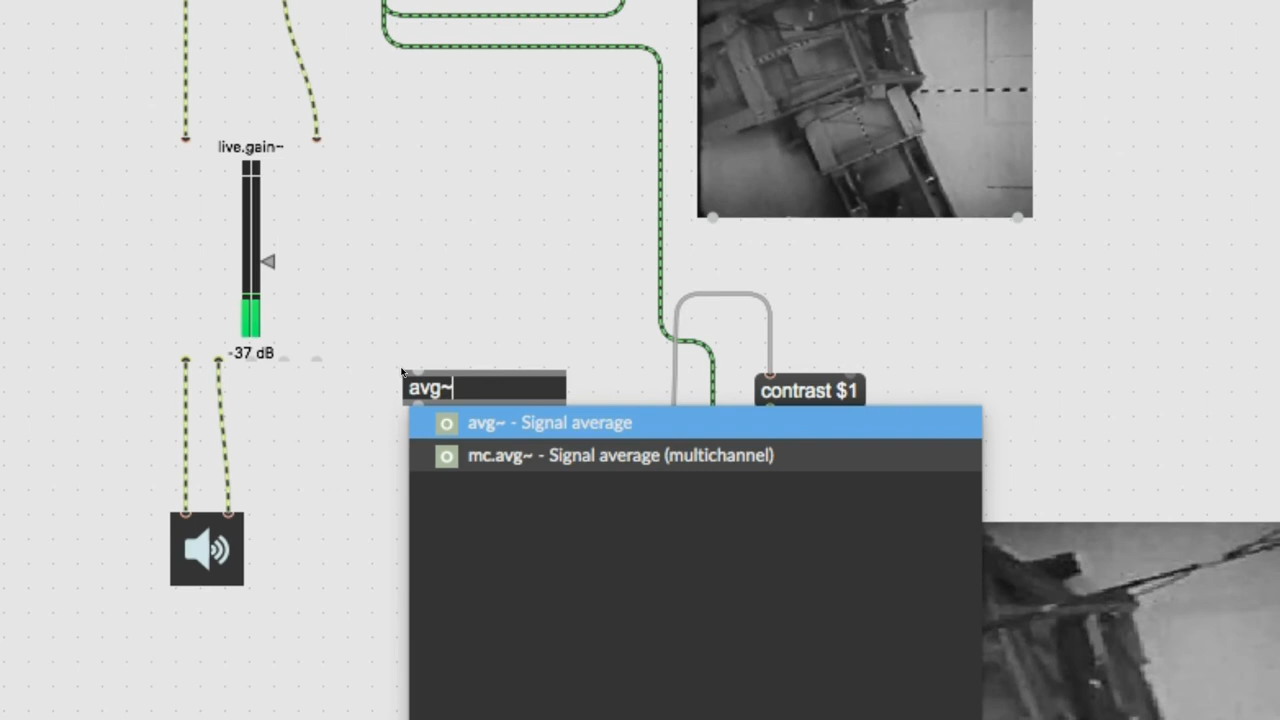 live.gain~
-37 dB
avg~
contrast $1
avg~ - Signal average
mc.avg~ - Signal average (multichannel)